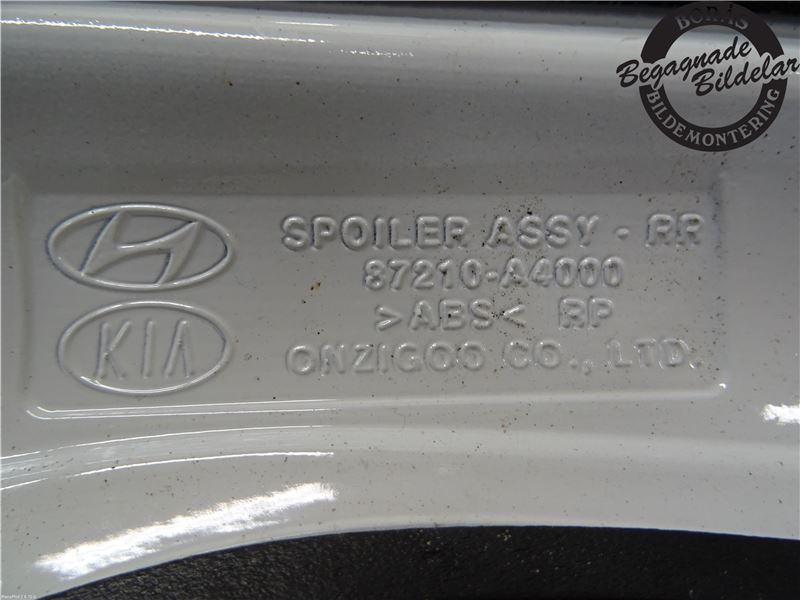 BORÅS
Begagnade
Bildelar
BILDEMONTERING
SPOILER ASSY - RR
87210-A4000
>ABS< RP
KIA
ONZIGOO CO., LTD.